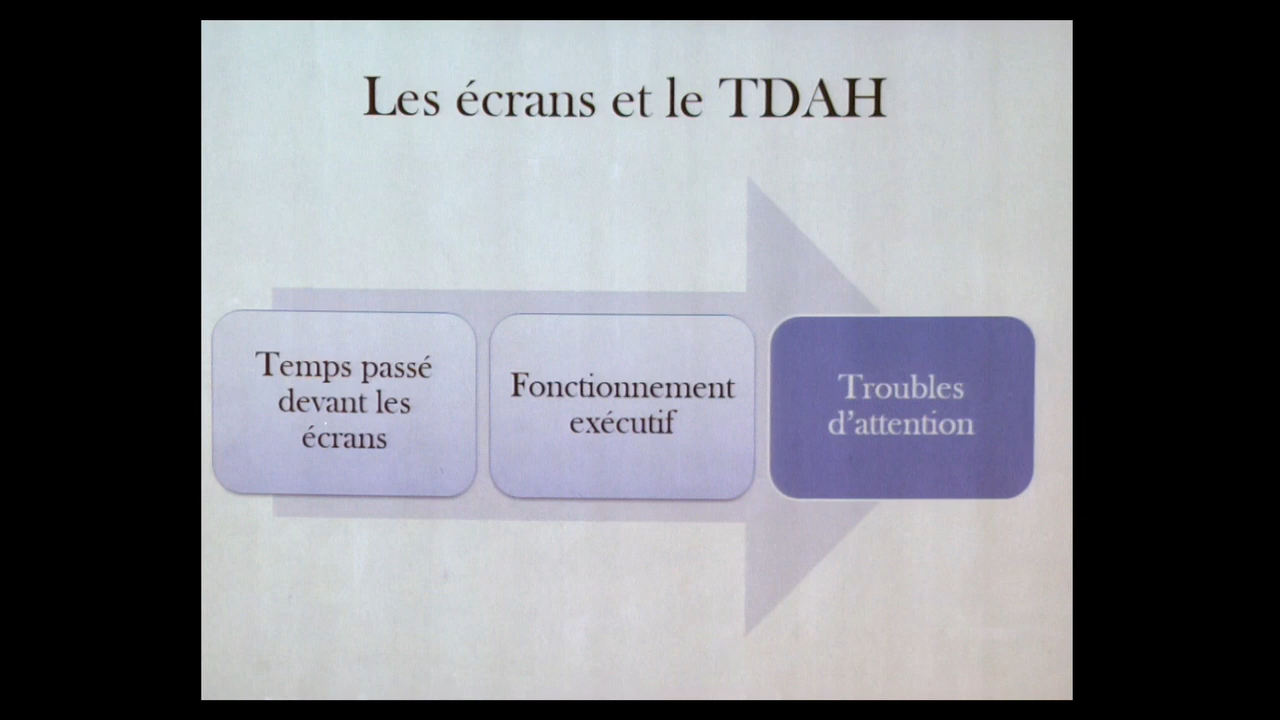 Les écrans et le TDAH
Temps passé
devant les
écrans
Fonctionnement
exécutif
Troubles
d'attention